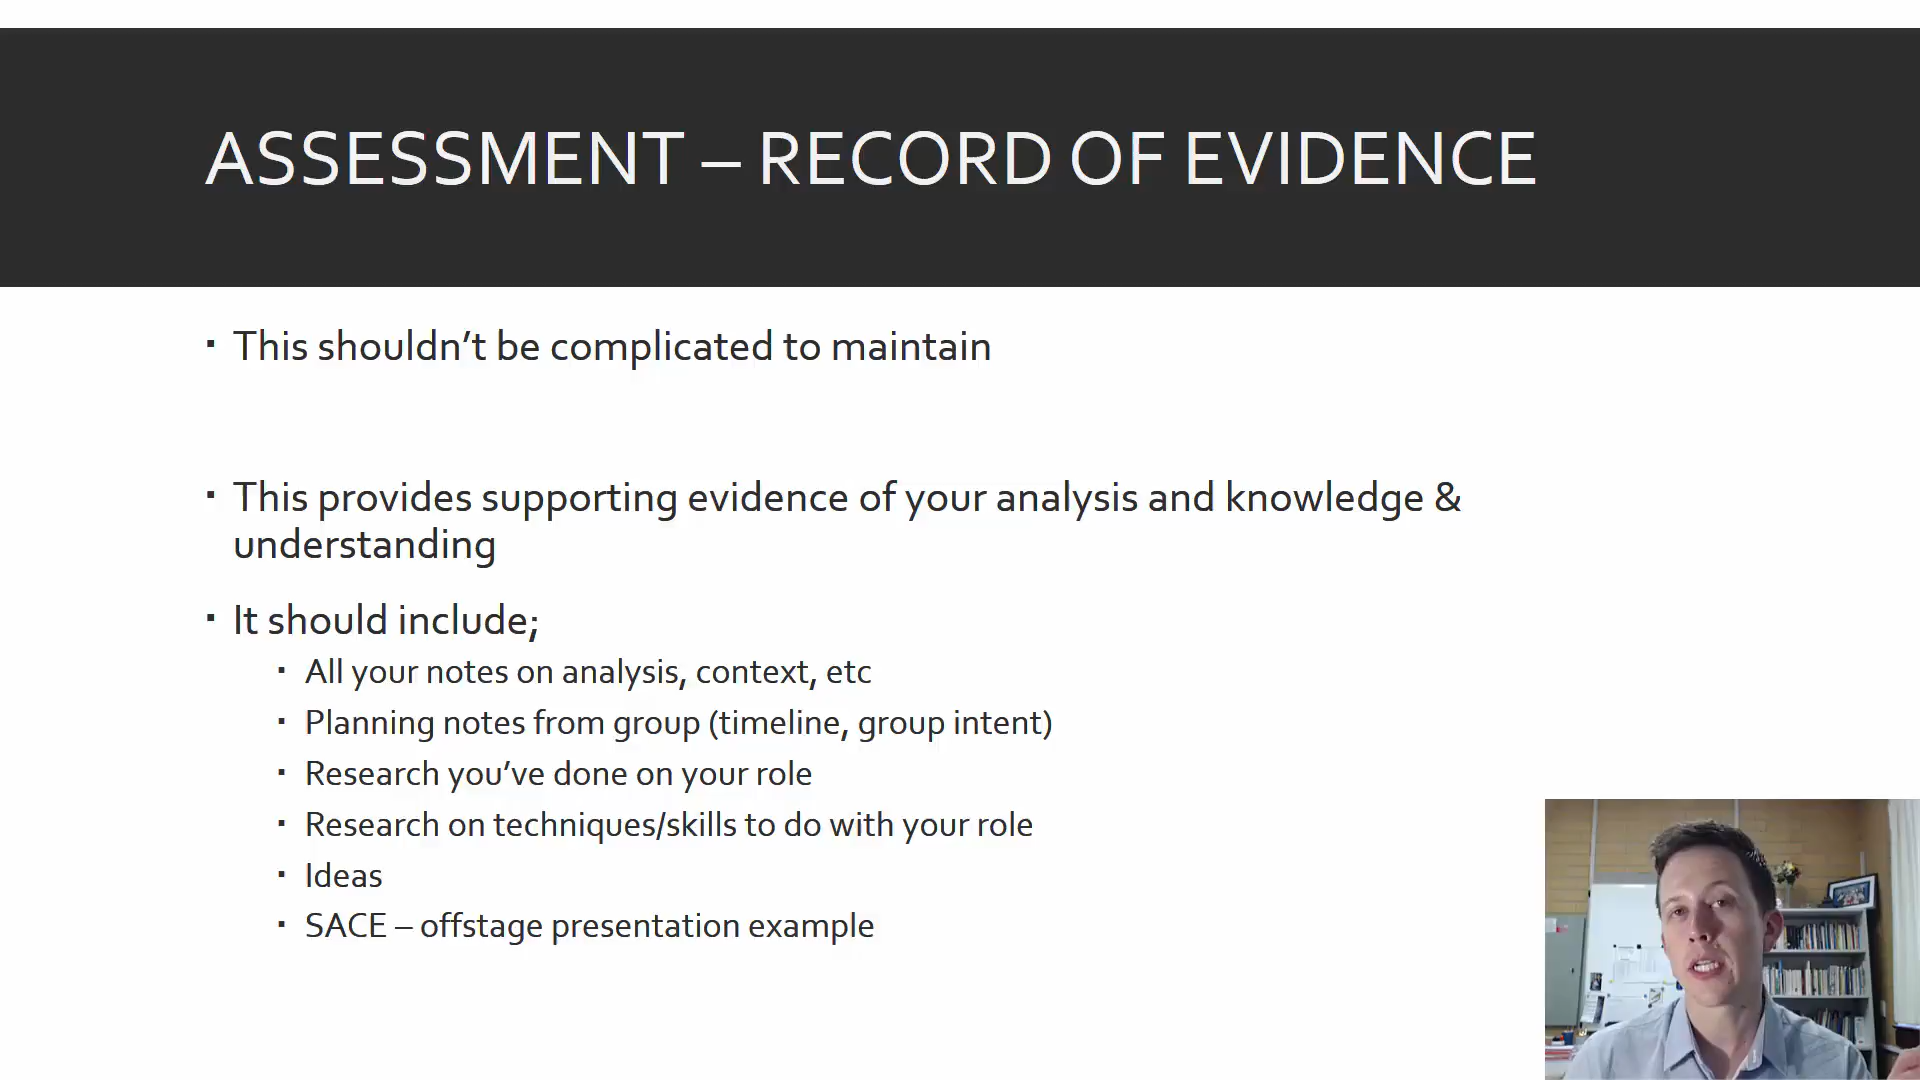 ASSESSMENT – RECORD OF EVIDENCE
▪ This shouldn’t be complicated to maintain
▪ This provides supporting evidence of your analysis and knowledge &
understanding
▪ It should include;
▪ All your notes on analysis, context, etc
▪ Planning notes from group (timeline, group intent)
▪ Research you’ve done on your role
▪ Research on techniques/skills to do with your role
▪ Ideas
▪ SACE – offstage presentation example